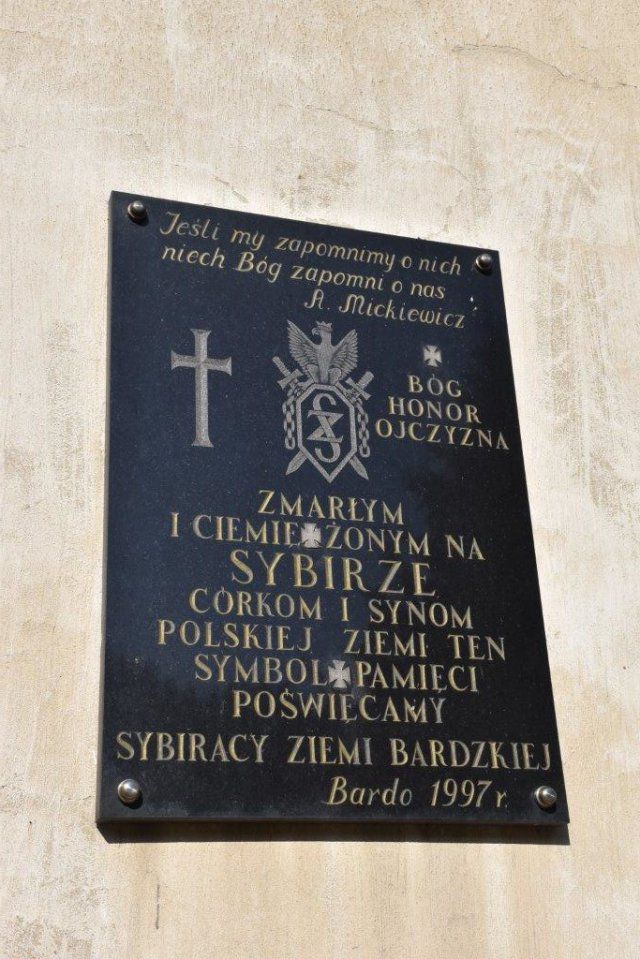 Jeśli my zapomnimy o nich
niech Bóg zapomni o nas
A. Mickiewicz
BÓG
HONOR
OJCZYZNA
ZMARŁYM
I CIEMIĘŻONYM NA
SYBIRZE
CÓRKOM I SYNOM
POLSKIEJ ZIEMI TEN
SYMBOL PAMIĘCI
POŚWIĘCAMY
SYBIRACY ZIEMI BARDZKIEJ
Bardo 1997 r.